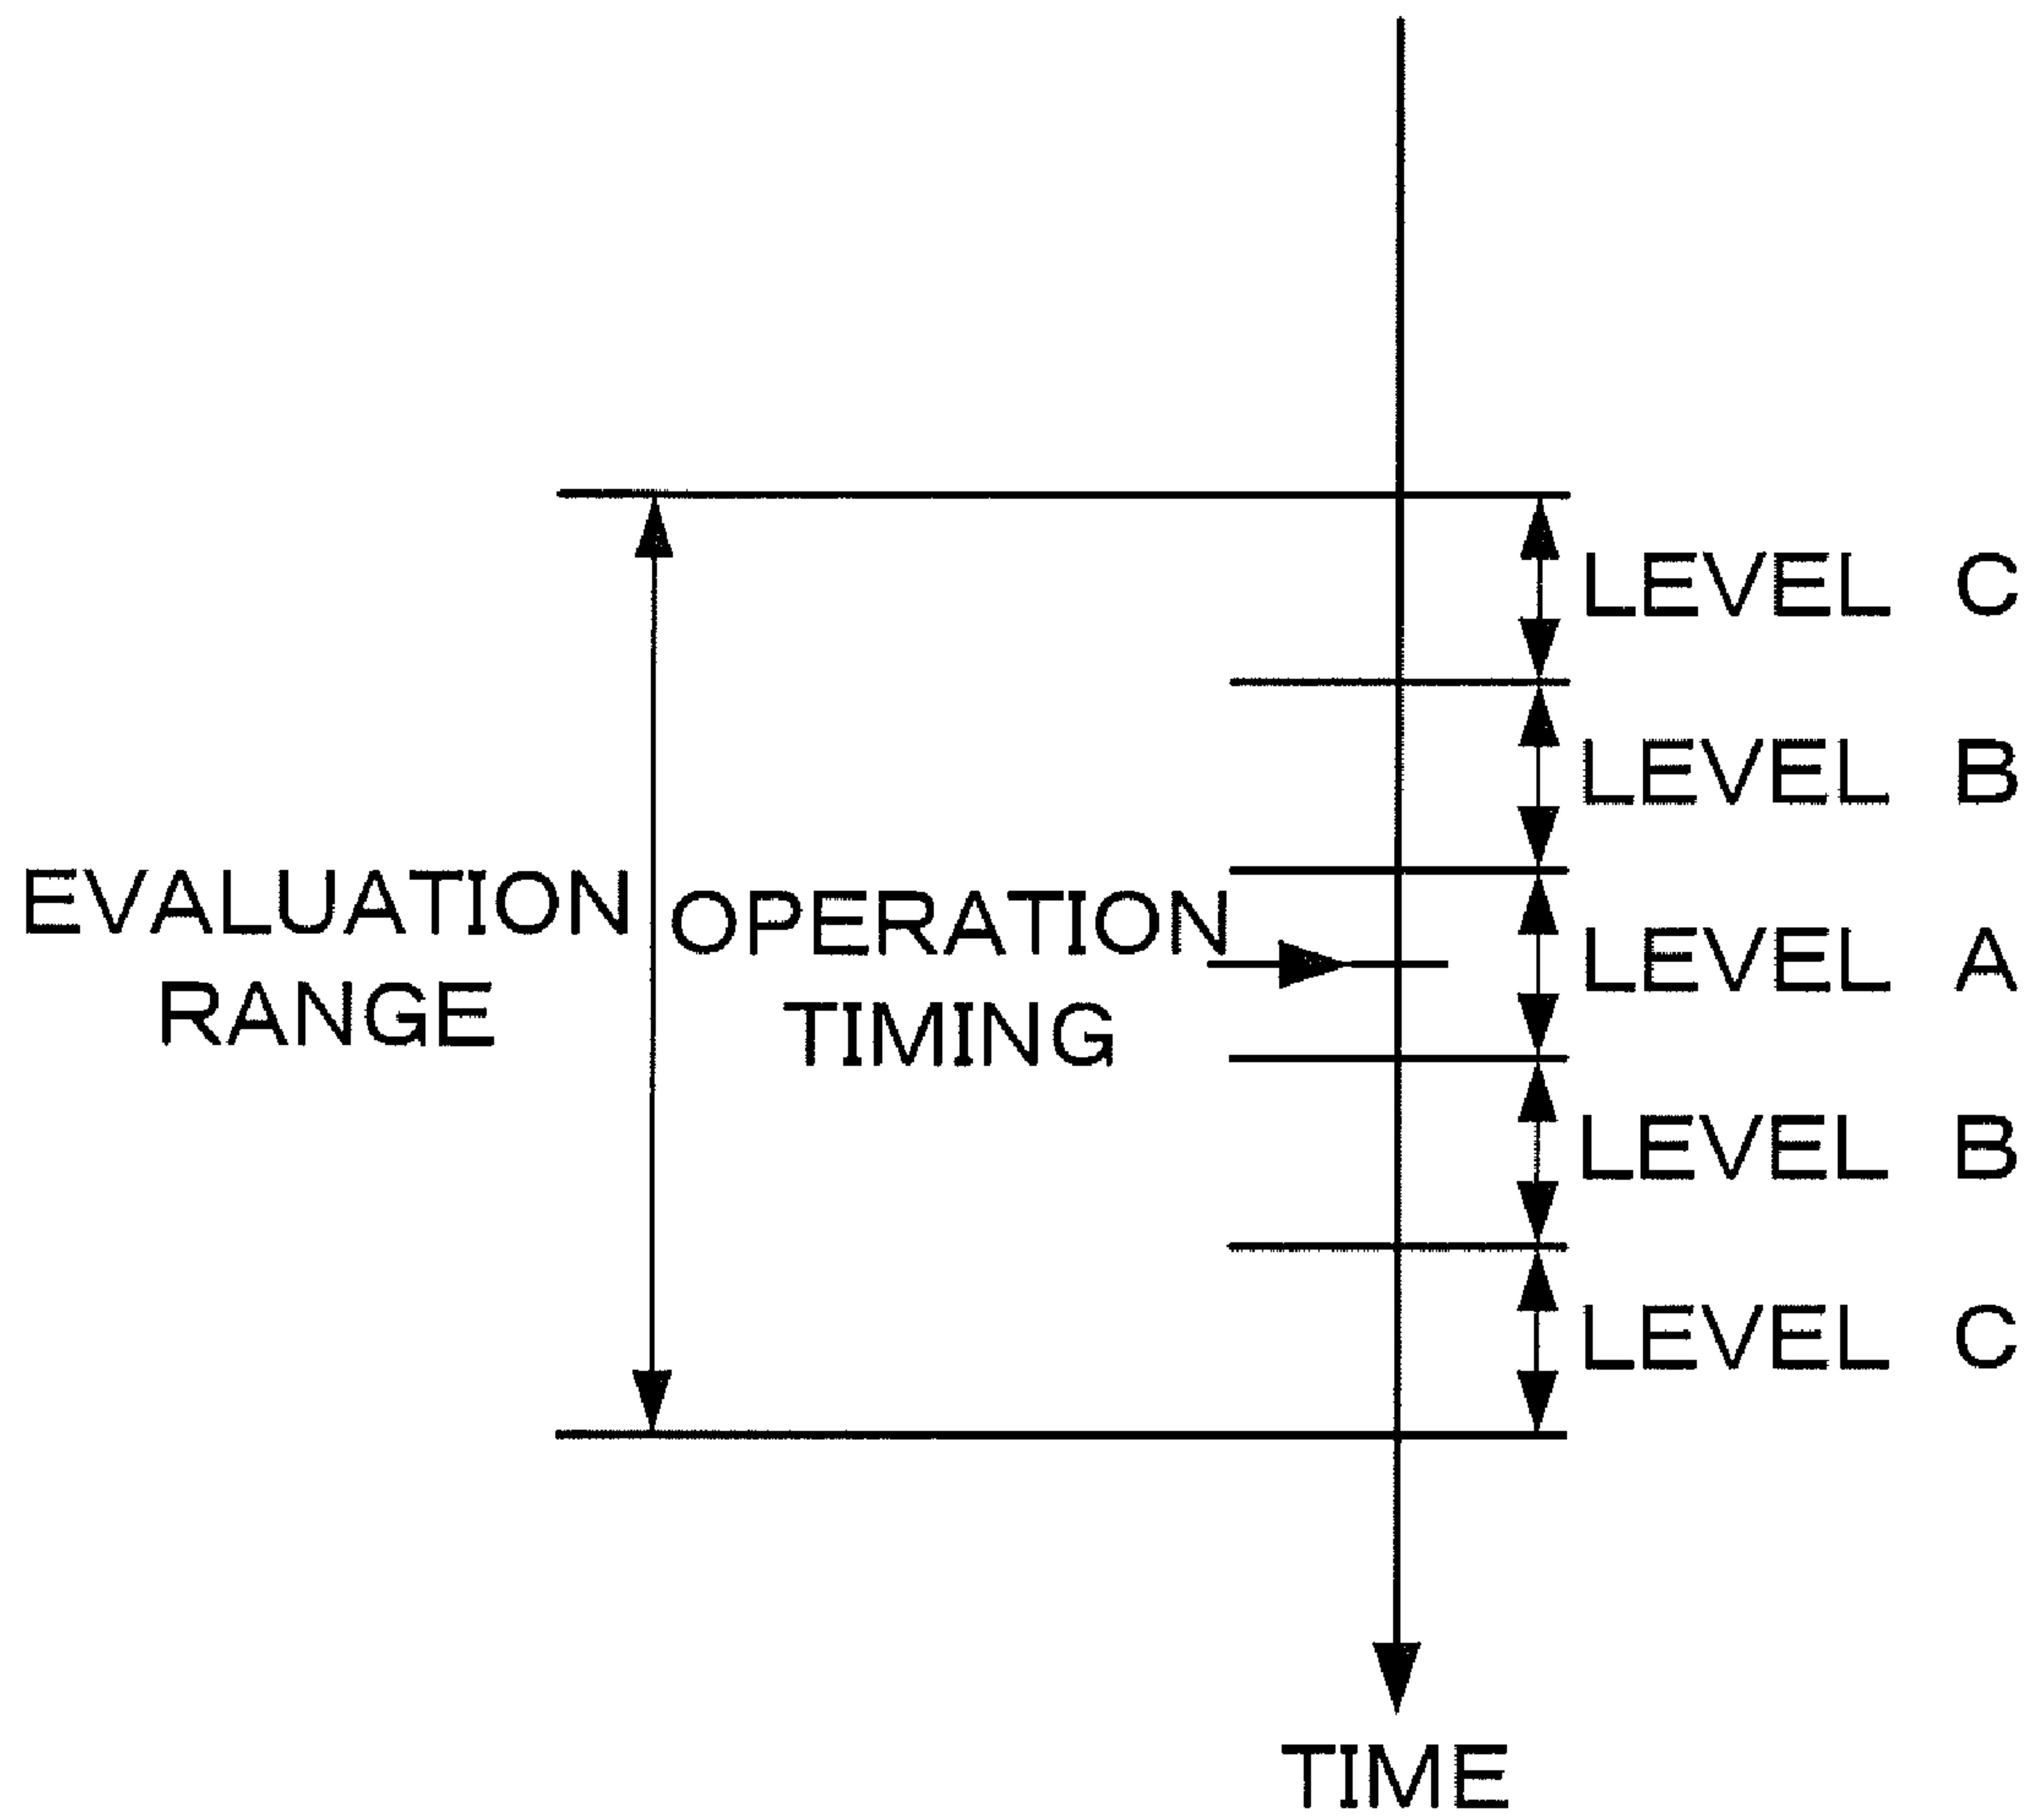 LEVEL C
LEVEL B
EVALUATION
RANGE
OPERATION
TIMING
LEVEL A
LEVEL B
LEVEL C
TIME